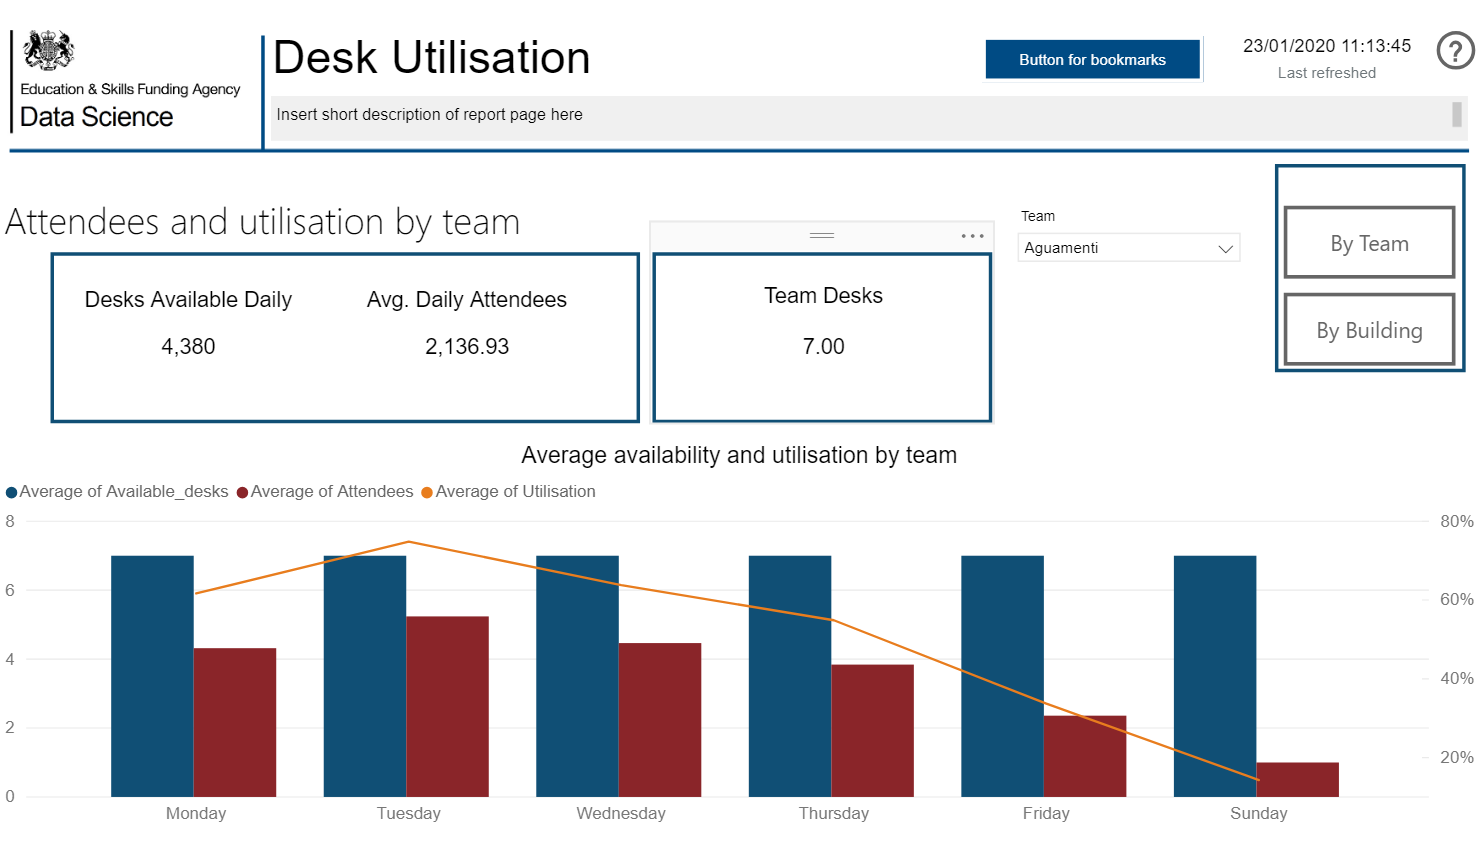 Education & Skills Funding Agency
Data Science
Desk Utilisation
Button for bookmarks
23/01/2020 11:13:45
Last refreshed
?
Insert short description of report page here
Attendees and utilisation by team
Desks Available Daily
4,380
Avg. Daily Attendees
2,136.93
Team Desks
7.00
Team
Aguamenti
By Team
By Building
Average availability and utilisation by team
Average of Available_desks Average of Attendees Average of Utilisation
8
6
4
2
0
80%
60%
40%
20%
Monday Tuesday Wednesday Thursday Friday Sunday